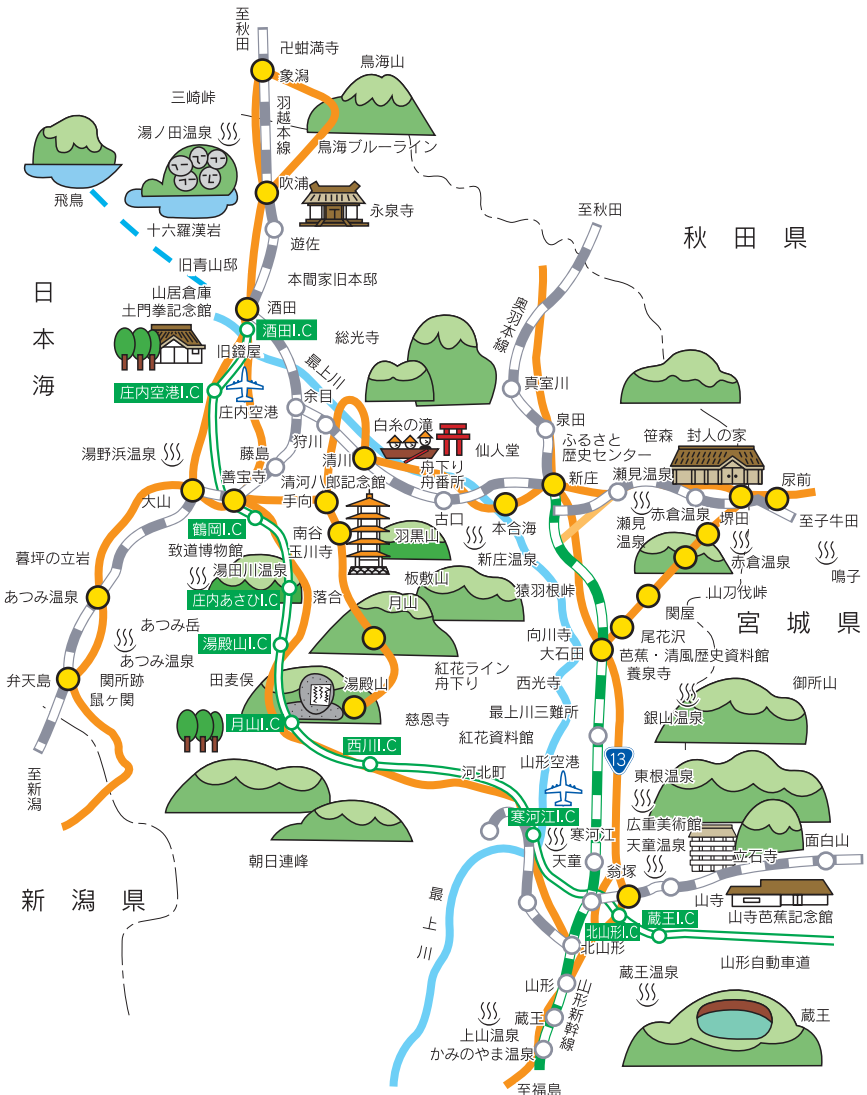 至秋田
卍蚶満寺
象潟
鳥海山
三崎峠
羽越本線
湯ノ田温泉
鳥海ブルーライン
飛鳥
吹浦
永泉寺
十六羅漢岩
遊佐
至秋田
秋田県
旧青山邸
本間家旧本邸
日本海
山居倉庫
土門拳記念館
酒田
酒田I.C
奥羽本線
旧鐙屋
最上川
総光寺
庄内空港I.C
庄内空港
余目
真室川
狩川
白糸の滝
仙人堂
泉田
ふるさと
歴史センター
笹森
封人の家
湯野浜温泉
藤島
清川
舟下り
舟番所
善宝寺
清河八郎記念館
新庄
瀬見温泉
尿前
大山
手向
古口
本合海
瀬見
温泉
赤倉温泉
堺田
至子牛田
鶴岡I.C
南谷
玉川寺
羽黒山
致道博物館
新庄温泉
赤倉温泉
鳴子
暮坪の立岩
湯田川温泉
板敷山
猿羽根峠
山刀伐峠
あつみ温泉
庄内あさひI.C
落合
月山
関屋
宮城県
あつみ岳
向川寺
尾花沢
湯殿山I.C
大石田
芭蕉・清風歴史資料館
あつみ温泉
養泉寺
弁天島
関所跡
鼠ヶ関
田麦俣
湯殿山
紅花ライン
舟下り
西光寺
御所山
銀山温泉
月山I.C
慈恩寺
最上川三難所
紅花資料館
西川I.C
至新潟
河北町
山形空港
13
東根温泉
寒河江I.C
寒河江
広重美術館
天童温泉
朝日連峰
天童
翁塚
立石寺
面白山
新潟県
最上川
山寺
山寺芭蕉記念館
北山形I.C
蔵王I.C
北山形
山形自動車道
山形
山形新幹線
蔵王温泉
蔵王
蔵王
上山温泉
かみのやま温泉
至福島